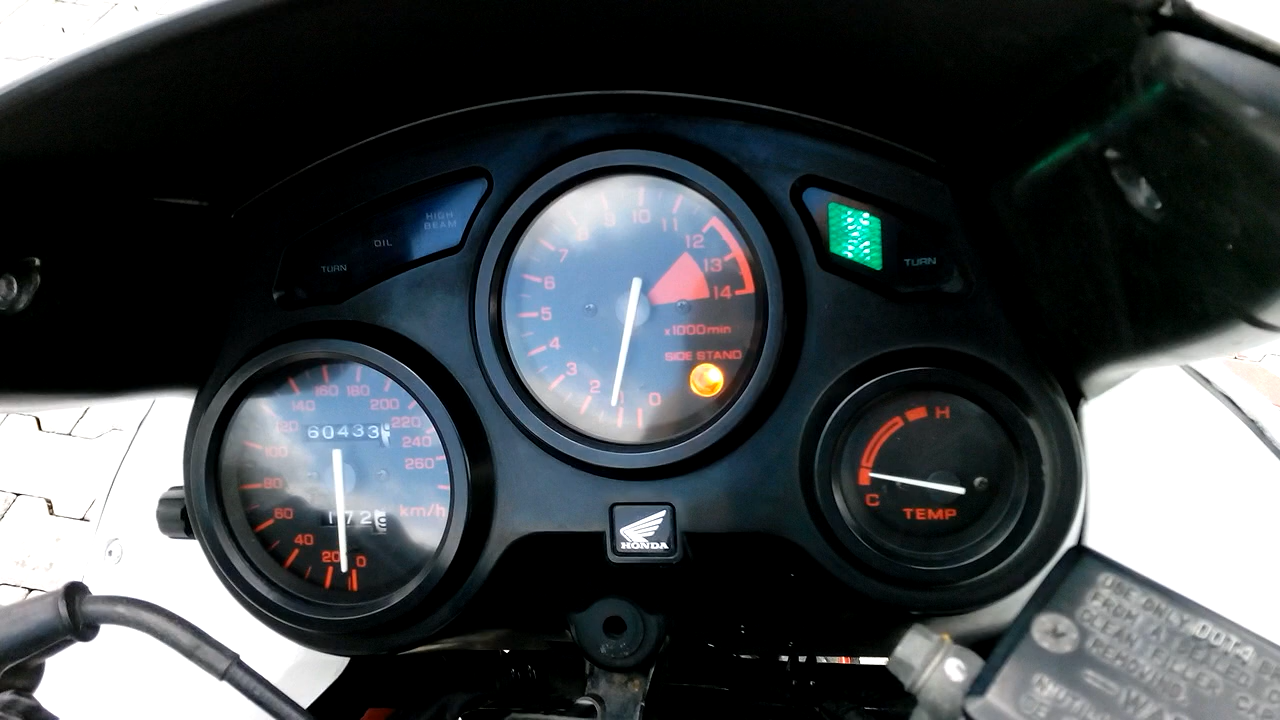 HIGH
BEAM
OIL
TURN
TURN
1
2
3
4
5
6
7
8
9
10
11
12
13
14
0
x1000min
SIDE STAND
0
20
40
60
80
100
120
140
160
180
200
220
240
260
60433
km/h
172
HONDA
H
C
TEMP
USE ONLY DOT4
FROM A
CLEAN FILLER CAP
REMOVING